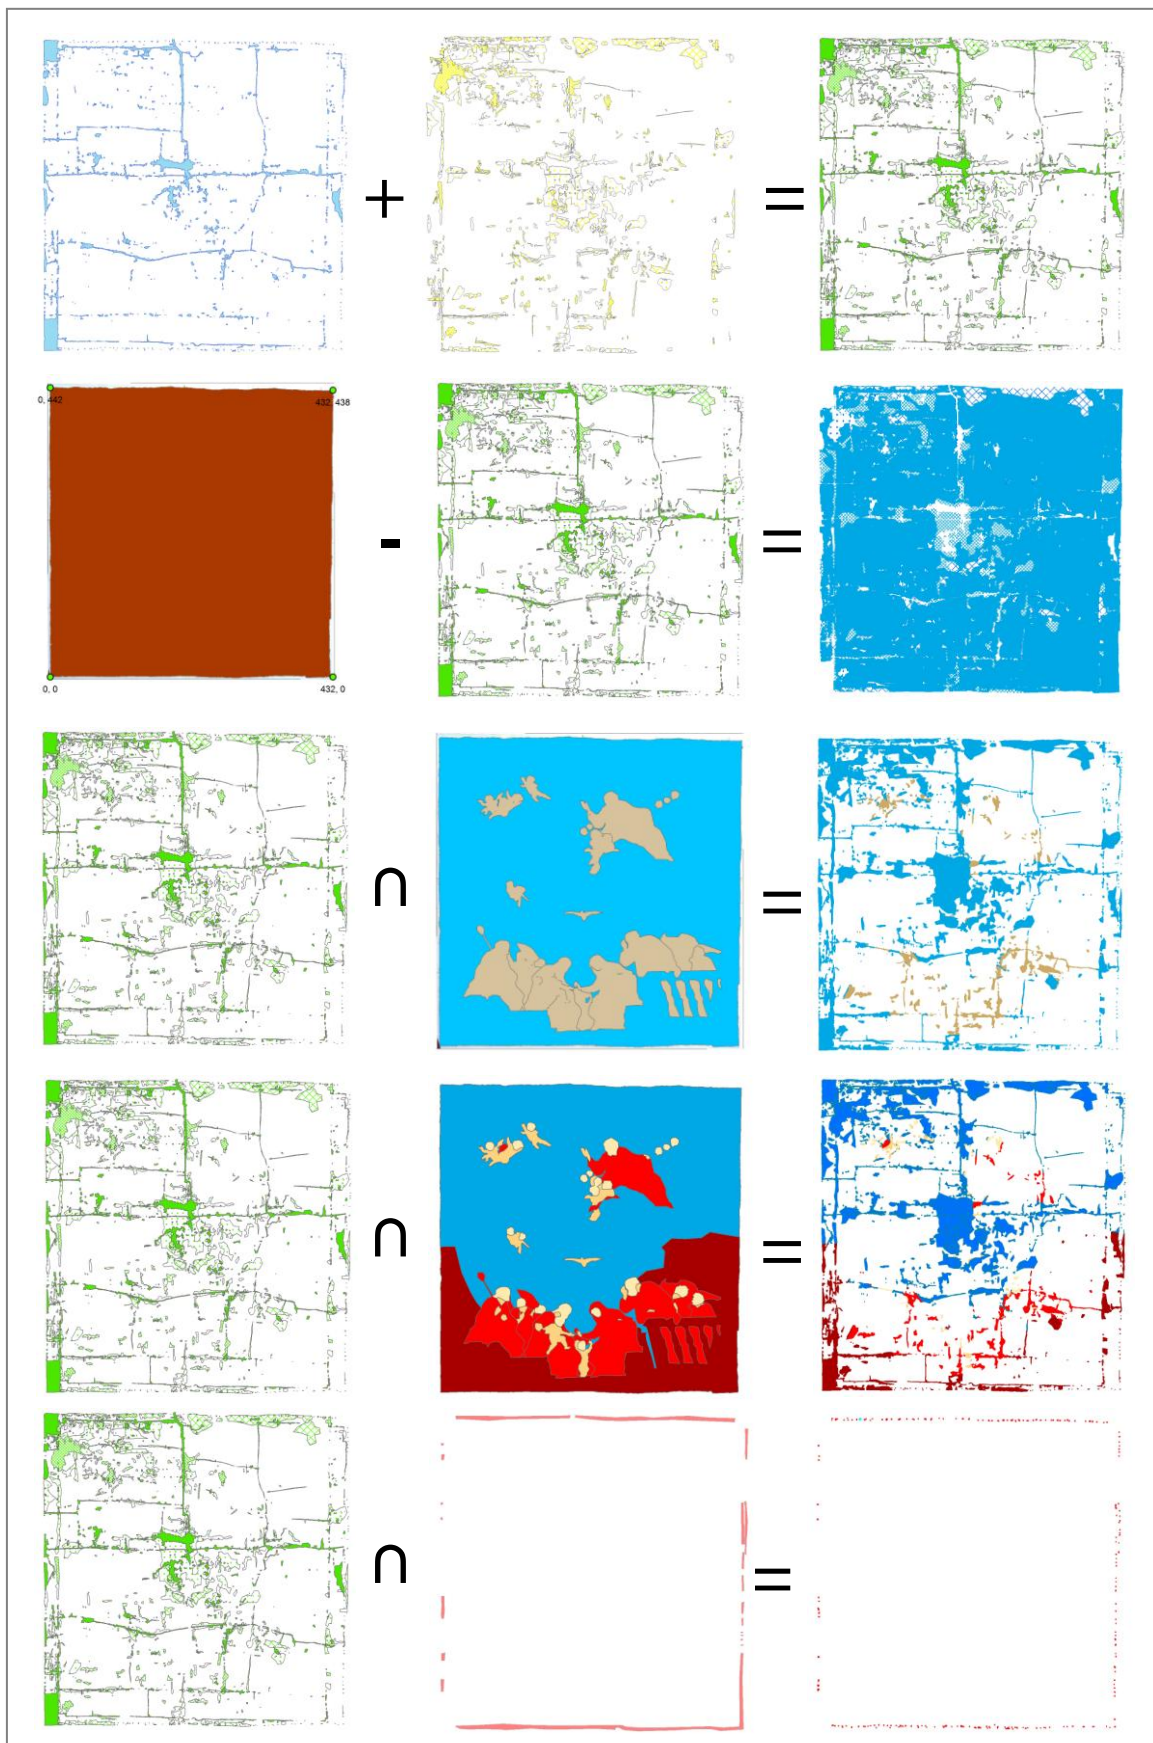 + =
0, 442 432, 438
- =
0, 0 432, 0
∩ =
∩ =
∩ =